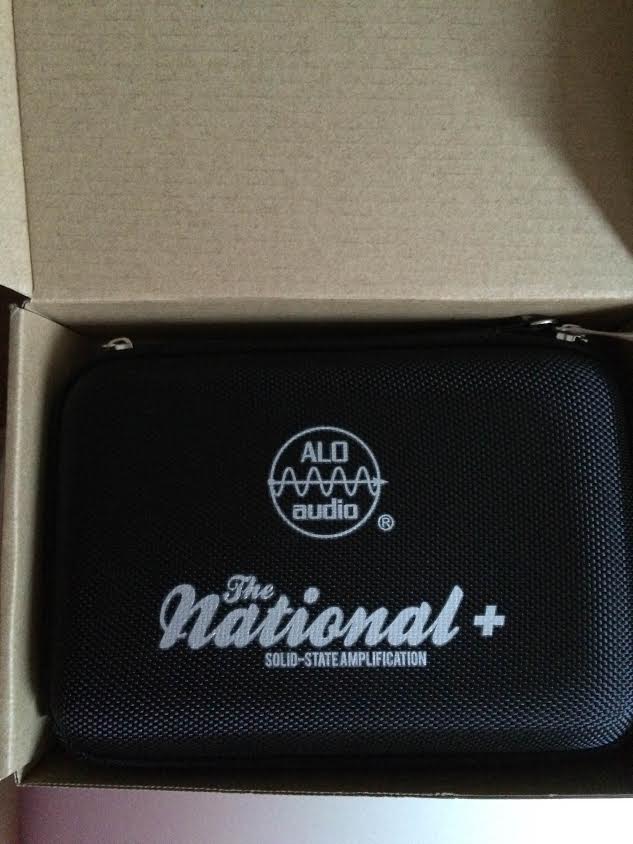 ALO
audio ®
The
National +
SOLID-STATE AMPLIFICATION